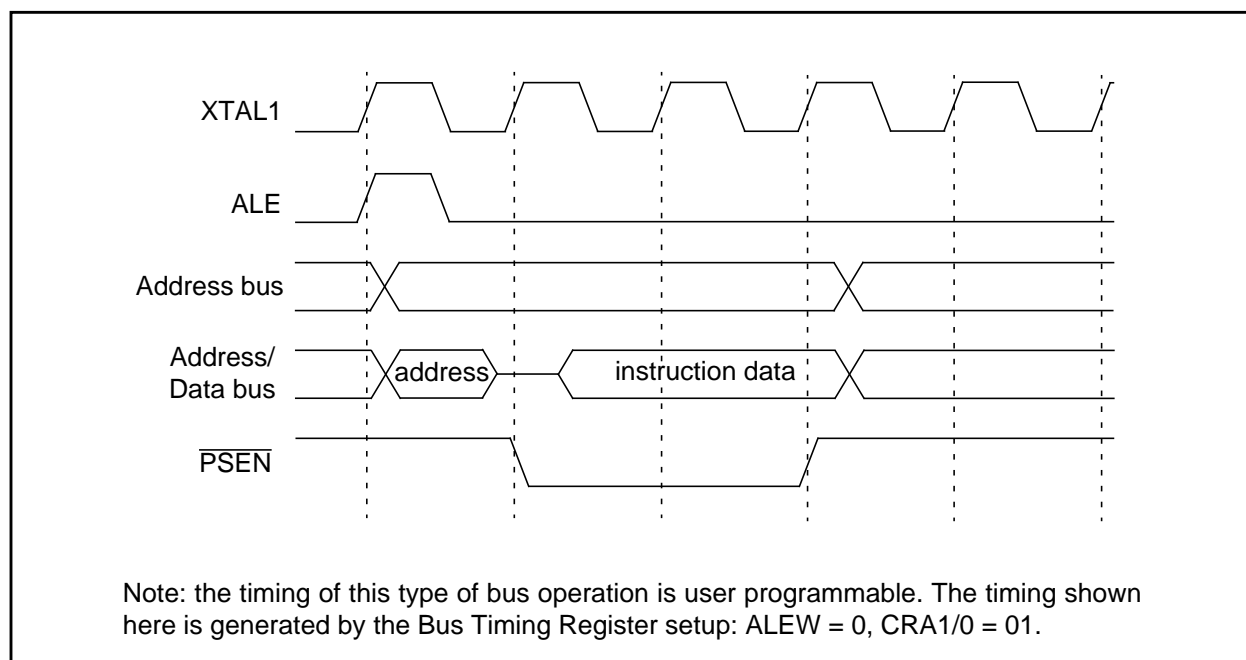 XTAL1
ALE
Address bus
Address/
Data bus
address
instruction data
PSEN
Note: the timing of this type of bus operation is user programmable. The timing shown
here is generated by the Bus Timing Register setup: ALEW = 0, CRA1/0 = 01.